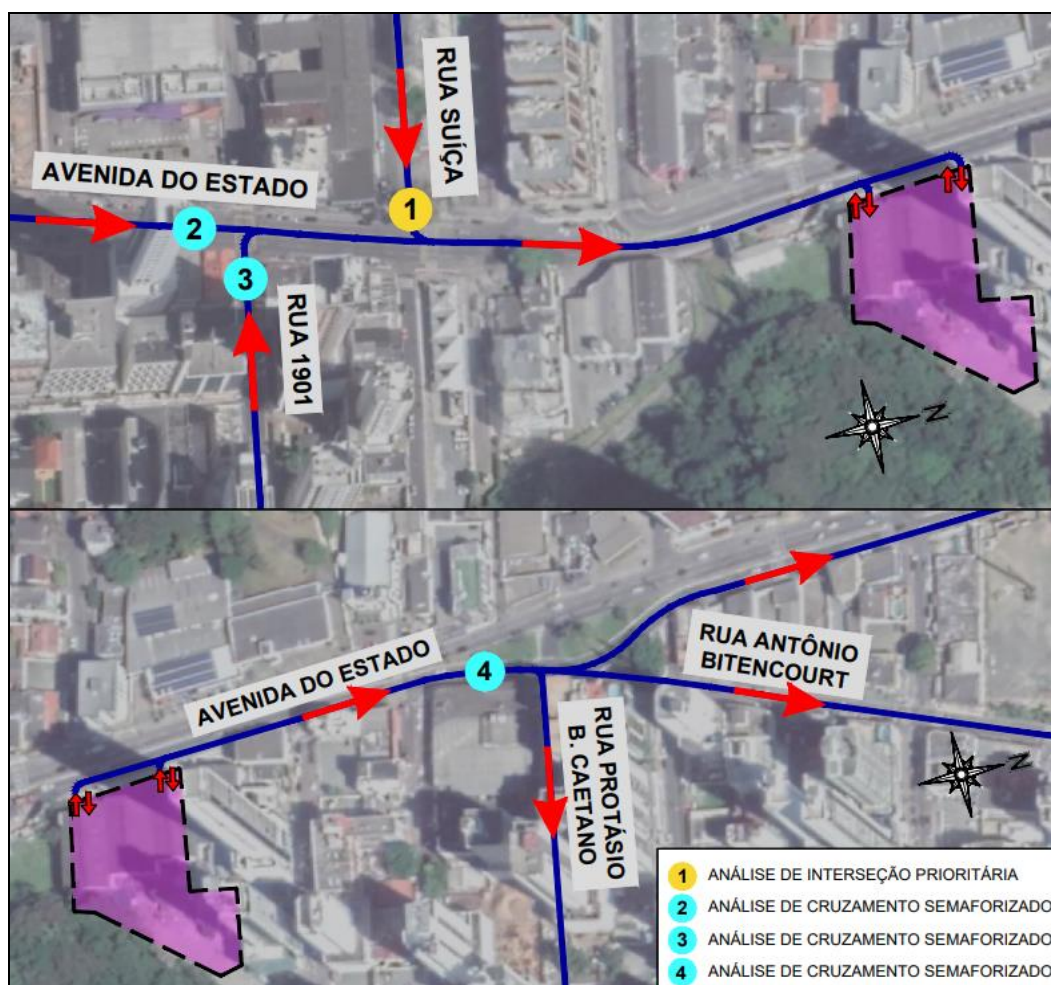 RUA SUÍÇA
AVENIDA DO ESTADO
1
2
3
RUA 1901
N
AVENIDA DO ESTADO
4
RUA ANTÔNIO
BITENCOURT
RUA PROTÁSIO
B. CAETANO
N
1 ANÁLISE DE INTERSEÇÃO PRIORITÁRIA
2 ANÁLISE DE CRUZAMENTO SEMAFORIZADO
3 ANÁLISE DE CRUZAMENTO SEMAFORIZADO
4 ANÁLISE DE CRUZAMENTO SEMAFORIZADO